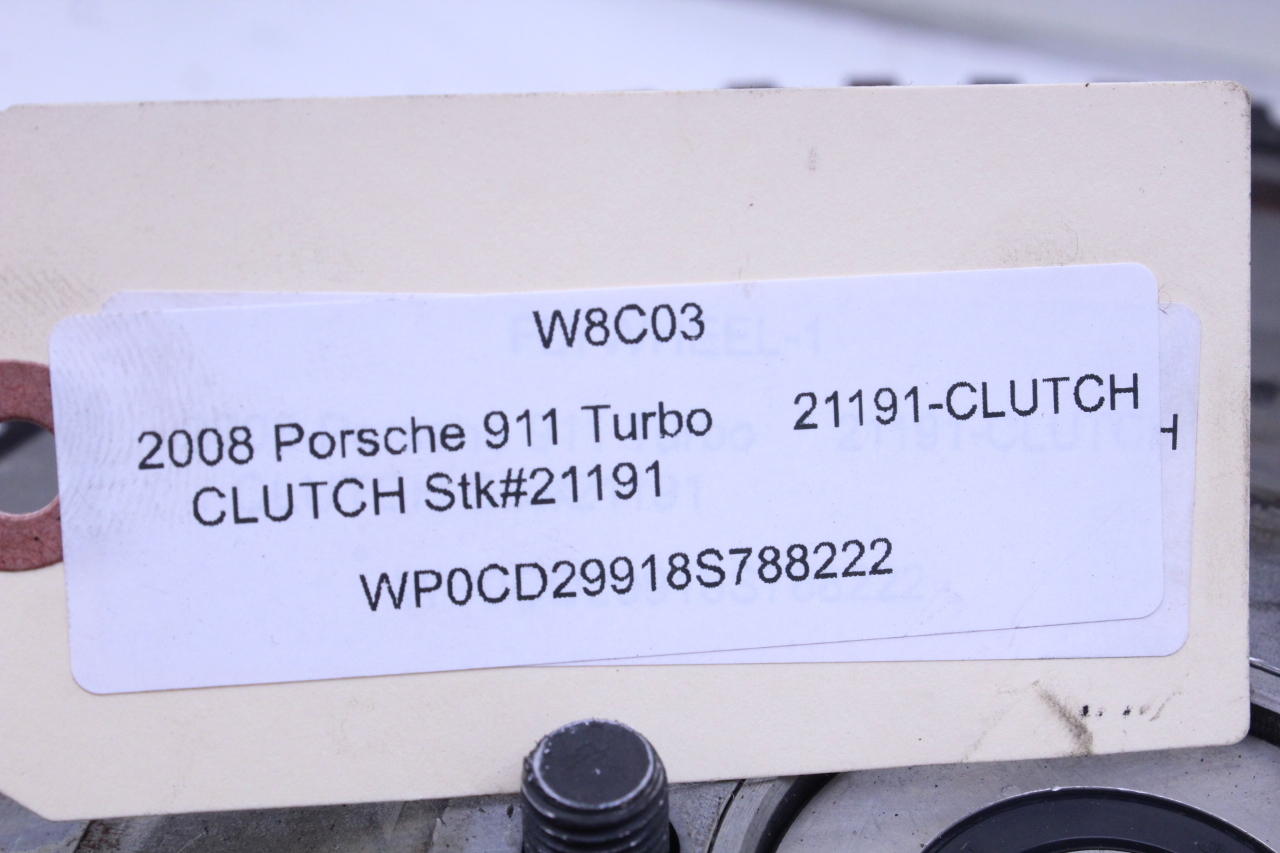 W8C03
2008 Porsche 911 Turbo 21191-CLUTCH
CLUTCH Stk#21191
WP0CD29918S788222
H